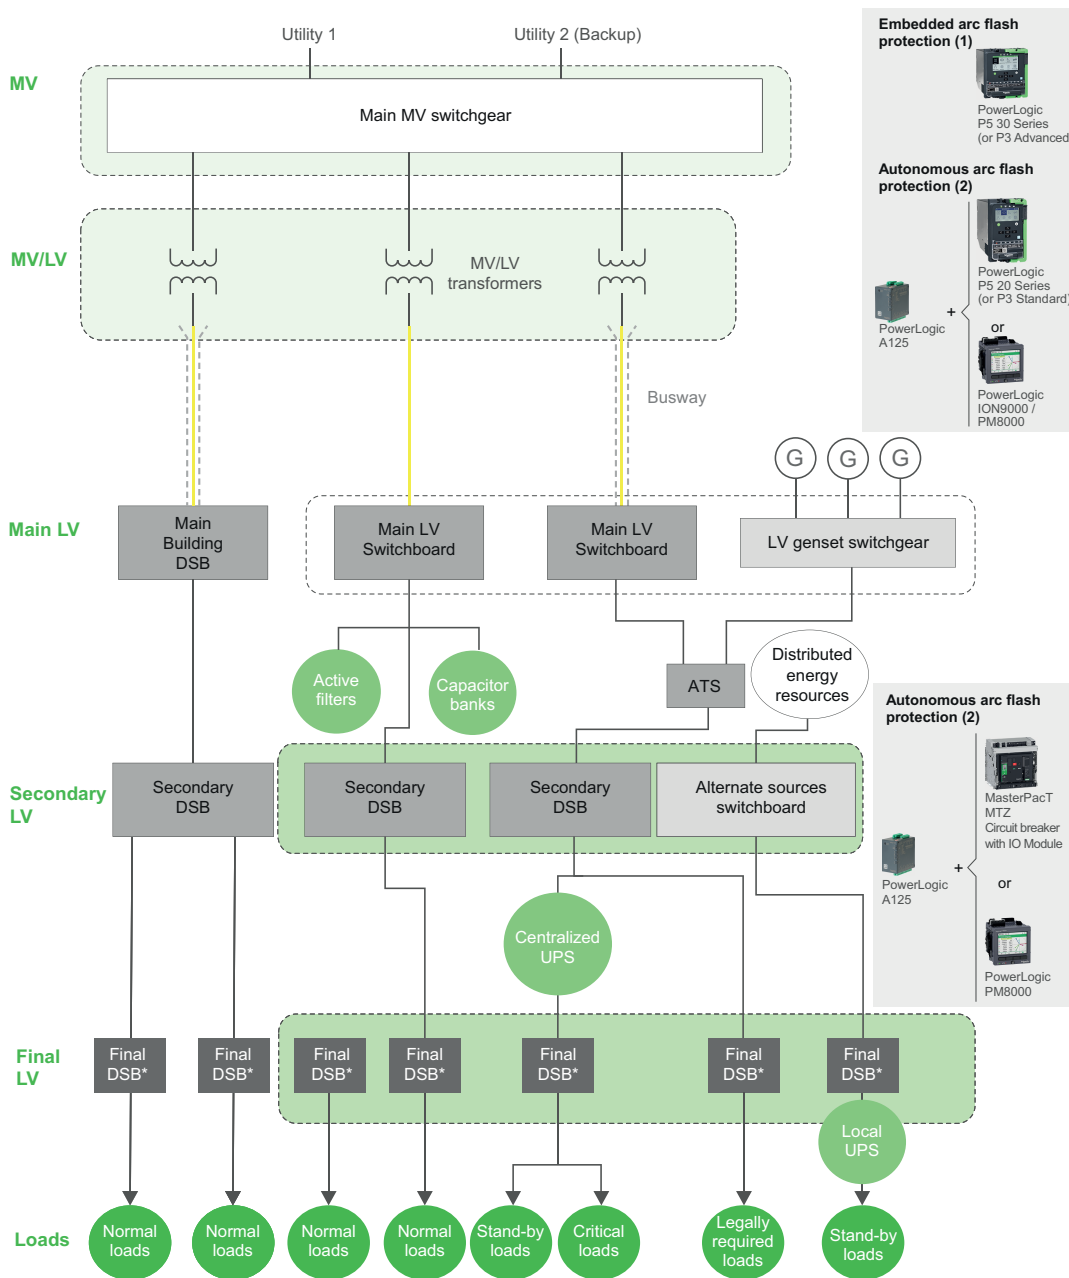 Utility 1
Utility 2 (Backup)
MV
Main MV switchgear
Embedded arc flash
protection (1)
PowerLogic
P5 30 Series
(or P3 Advanced)
Autonomous arc flash
protection (2)
PowerLogic
P5 20 Series
(or P3 Standard)
PowerLogic
A125
+
or
PowerLogic
ION9000 /
PM8000
MV/LV
MV/LV
transformers
Busway
G
G
G
Main LV
Main
Building
DSB
Main LV
Switchboard
Main LV
Switchboard
LV genset switchgear
Active
filters
Capacitor
banks
ATS
Distributed
energy
resources
Autonomous arc flash
protection (2)
MasterPacT
MTZ
Circuit breaker
with IO Module
PowerLogic
A125
+
or
PowerLogic
PM8000
Secondary
LV
Secondary
DSB
Secondary
DSB
Secondary
DSB
Alternate sources
switchboard
Centralized
UPS
Final
LV
Final
DSB*
Final
DSB*
Final
DSB*
Final
DSB*
Final
DSB*
Final
DSB*
Final
DSB*
Local
UPS
Loads
Normal
loads
Normal
loads
Normal
loads
Normal
loads
Stand-by
loads
Critical
loads
Legally
required
loads
Stand-by
loads